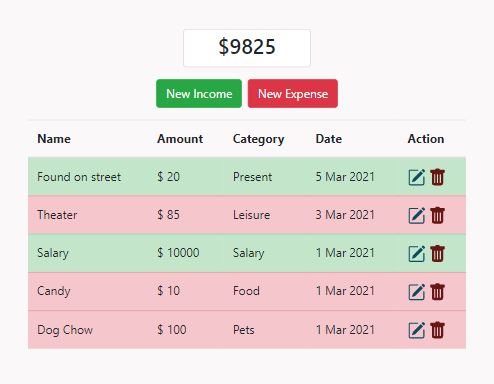 $9825
New Income New Expense
Name Amount Category Date Action
Found on street $ 20 Present 5 Mar 2021
Theater $ 85 Leisure 3 Mar 2021
Salary $ 10000 Salary 1 Mar 2021
Candy $ 10 Food 1 Mar 2021
Dog Chow $ 100 Pets 1 Mar 2021